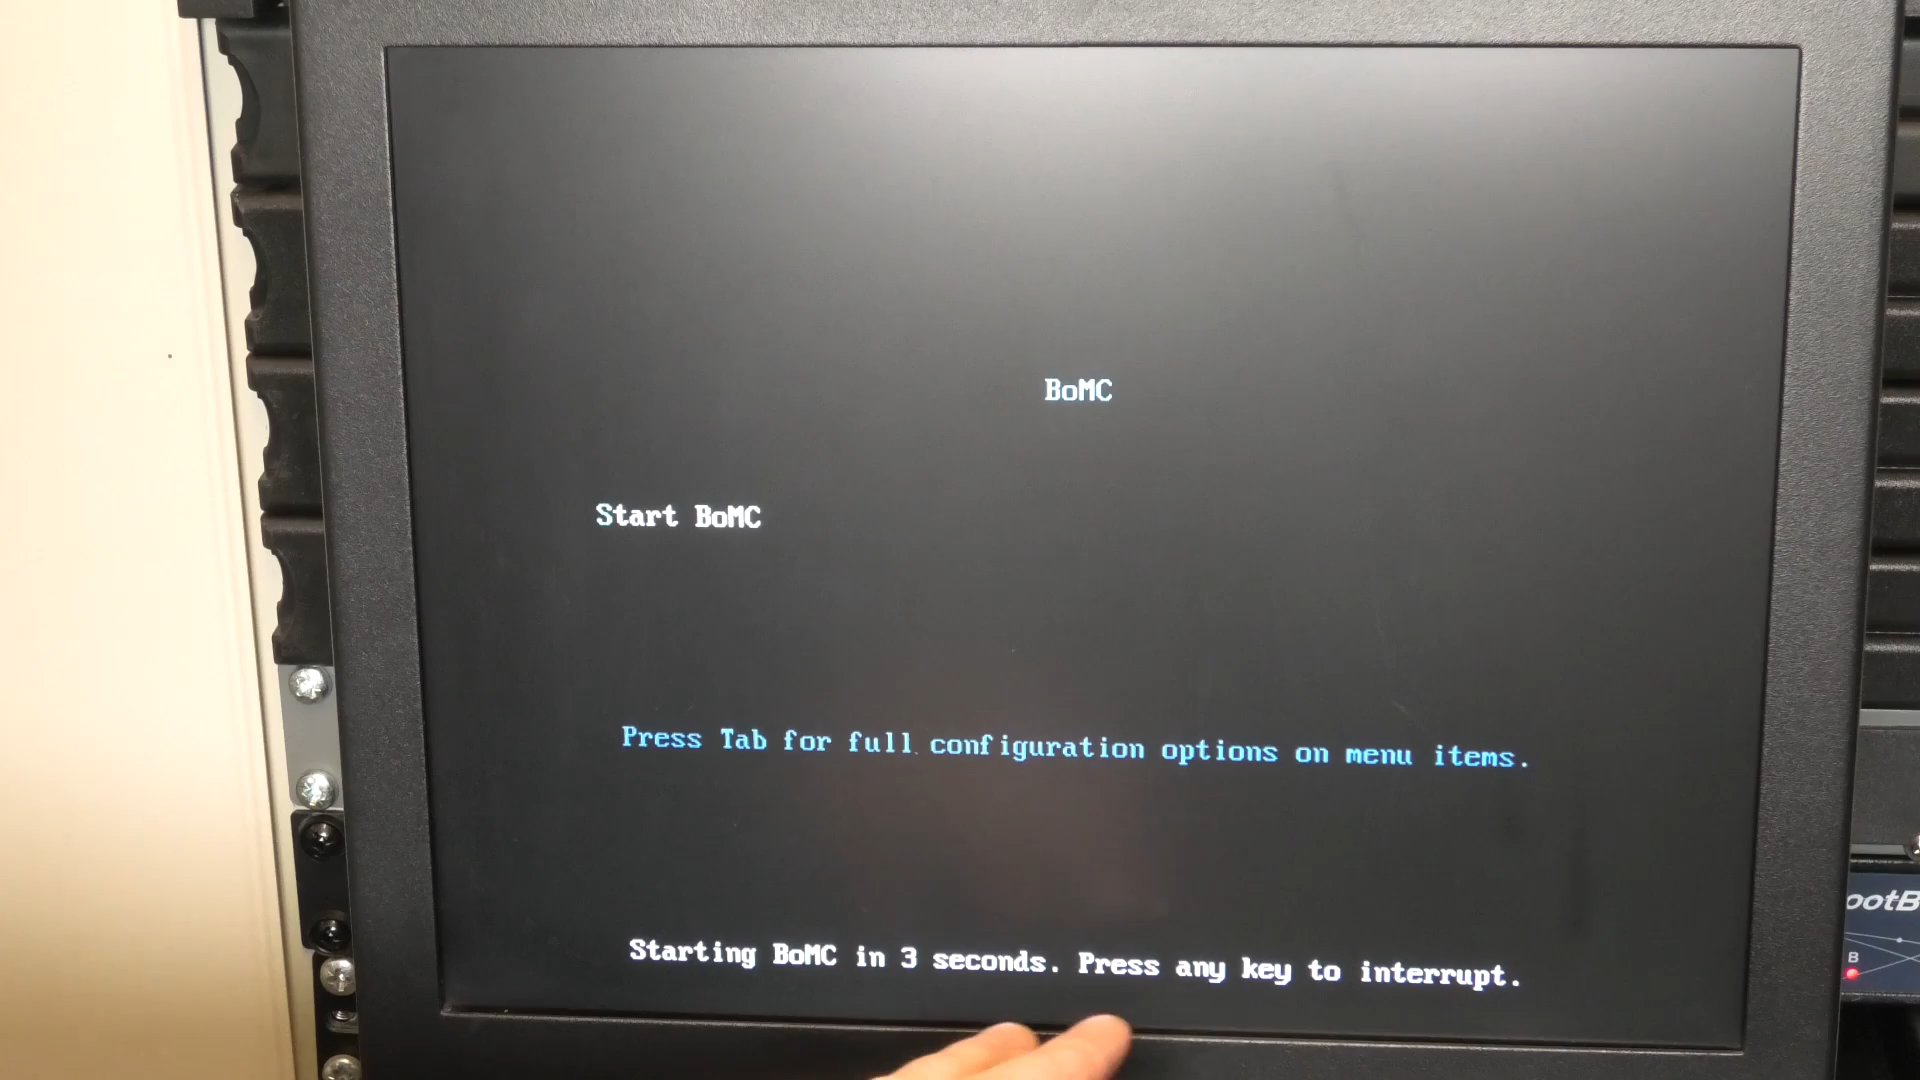 BoMC
Start BoMC
Press Tab for full configuration options on menu items.
Starting BoMC in 3 seconds. Press any key to interrupt.
ootB
B